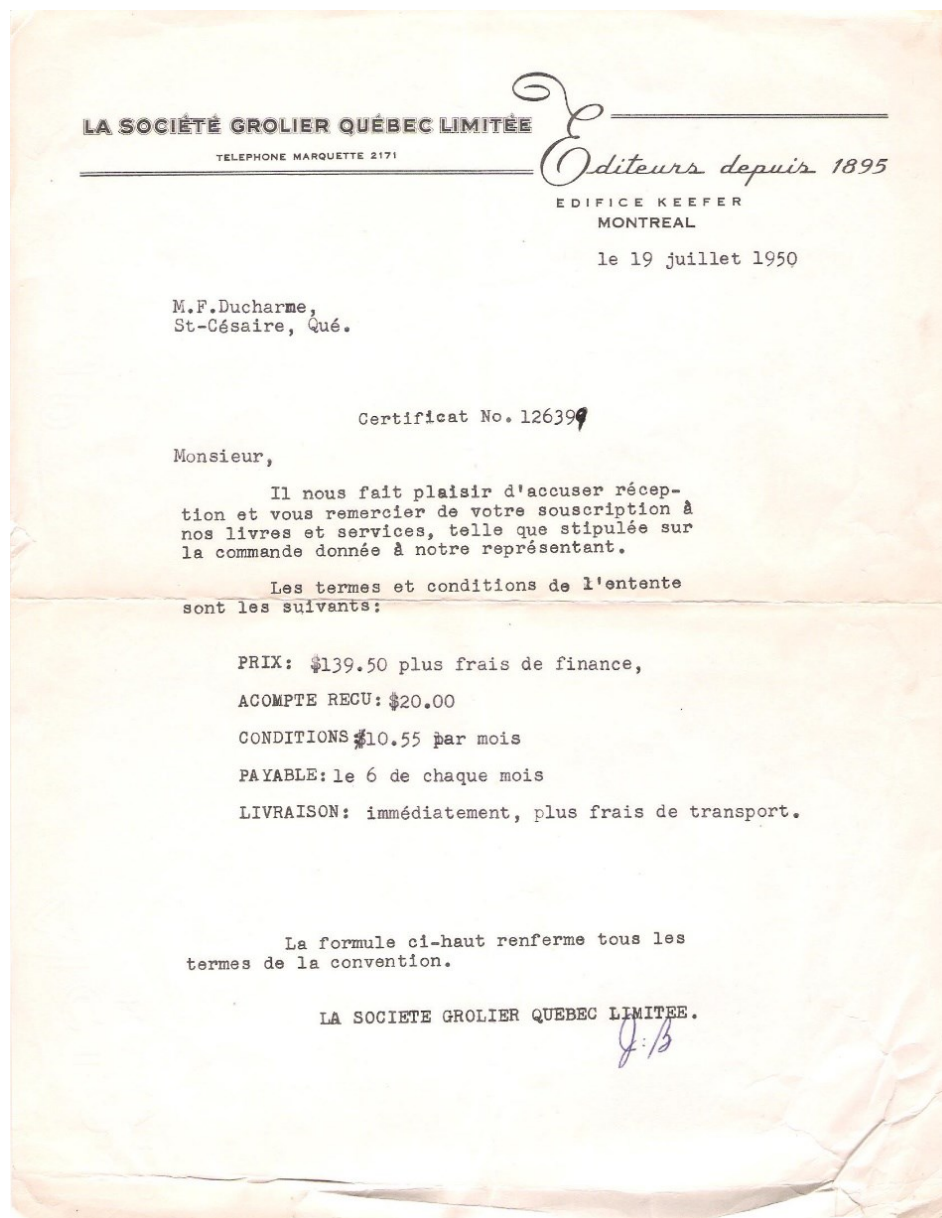 LA SOCIÉTÉ GROLIER QUÉBEC LIMITÉE
TELEPHONE MARQUETTE 2171
Editeurs depuis 1895
EDIFICE KEEFER
MONTREAL
le 19 juillet 1950
M.F.Ducharme,
St-Césaire, Qué.
Certificat No. 126399
Monsieur,
Il nous fait plaisir d'accuser récep-
tion et vous remercier de votre souscription à
nos livres et services, telle que stipulée sur
la commande donnée à notre représentant.
Les termes et conditions de l'entente
sont les suivants:
PRIX: $139.50 plus frais de finance,
ACOMPTE RECU: $20.00
CONDITIONS:$10.55 par mois
PAYABLE: le 6 de chaque mois
LIVRAISON: immédiatement, plus frais de transport.
La formule ci-haut renferme tous les
termes de la convention.
LA SOCIETE GROLIER QUEBEC LIMITEE.
J:B